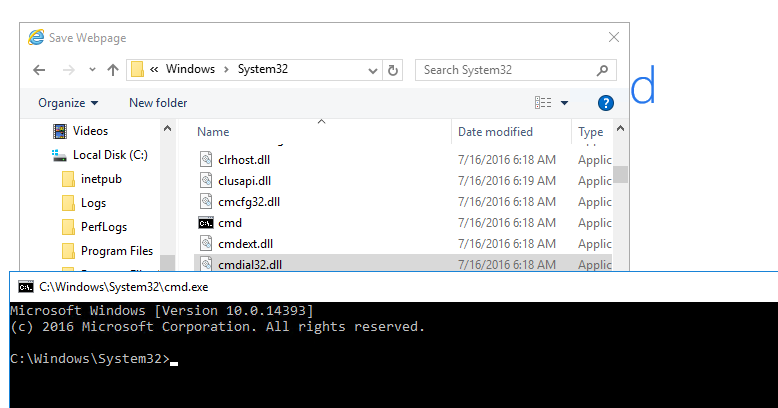 Save Webpage
« Windows > System32
Search System32
Organize
New folder
?
d
Videos
Local Disk (C:)
inetpub
Logs
PerfLogs
Program Files
Name Date modified Type
clrhost.dll 7/16/2016 6:18 AM Applic
clusapi.dll 7/16/2016 6:19 AM Applic
cmcfg32.dll 7/16/2016 6:18 AM Applic
cmd 7/16/2016 6:18 AM Applic
cmdext.dll 7/16/2016 6:18 AM Applic
cmdial32.dll 7/16/2016 6:18 AM Applic
C:\Windows\System32\cmd.exe
Microsoft Windows [Version 10.0.14393]
(c) 2016 Microsoft Corporation. All rights reserved.
C:\Windows\System32>